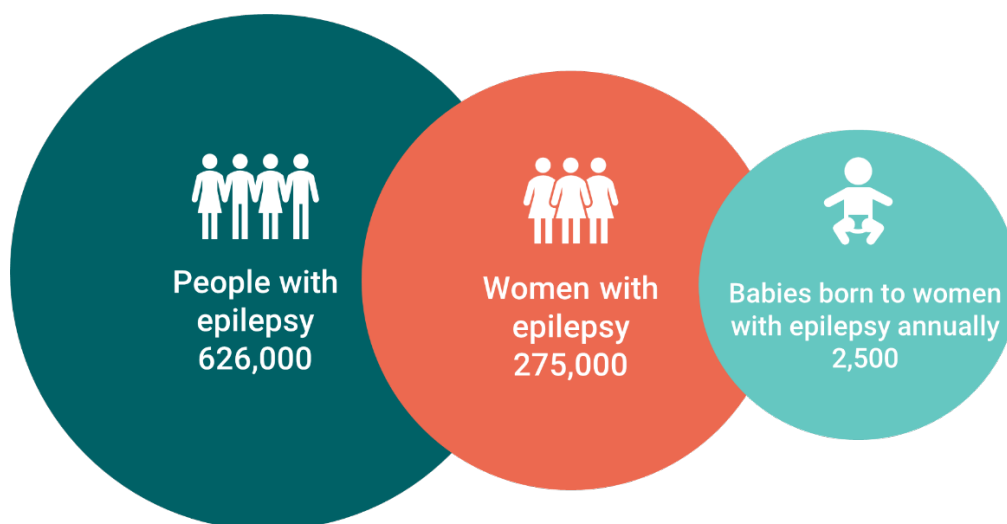 People with
epilepsy
626,000
Women with
epilepsy
275,000
Babies born to women
with epilepsy annually
2,500